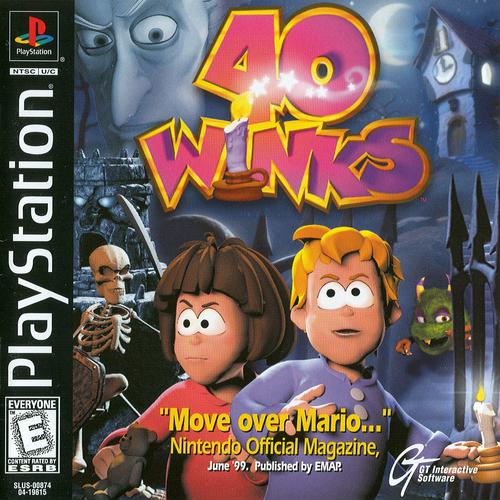 PlayStation
NTSC U/C
PlayStation
40
WINKS
"Move over Mario..."
Nintendo Official Magazine,
June '99. Published by EMAP.
EVERYONE
E
CONTENT RATED BY
ESRB
SLUS-00874
04-19815
GT Interactive
Software